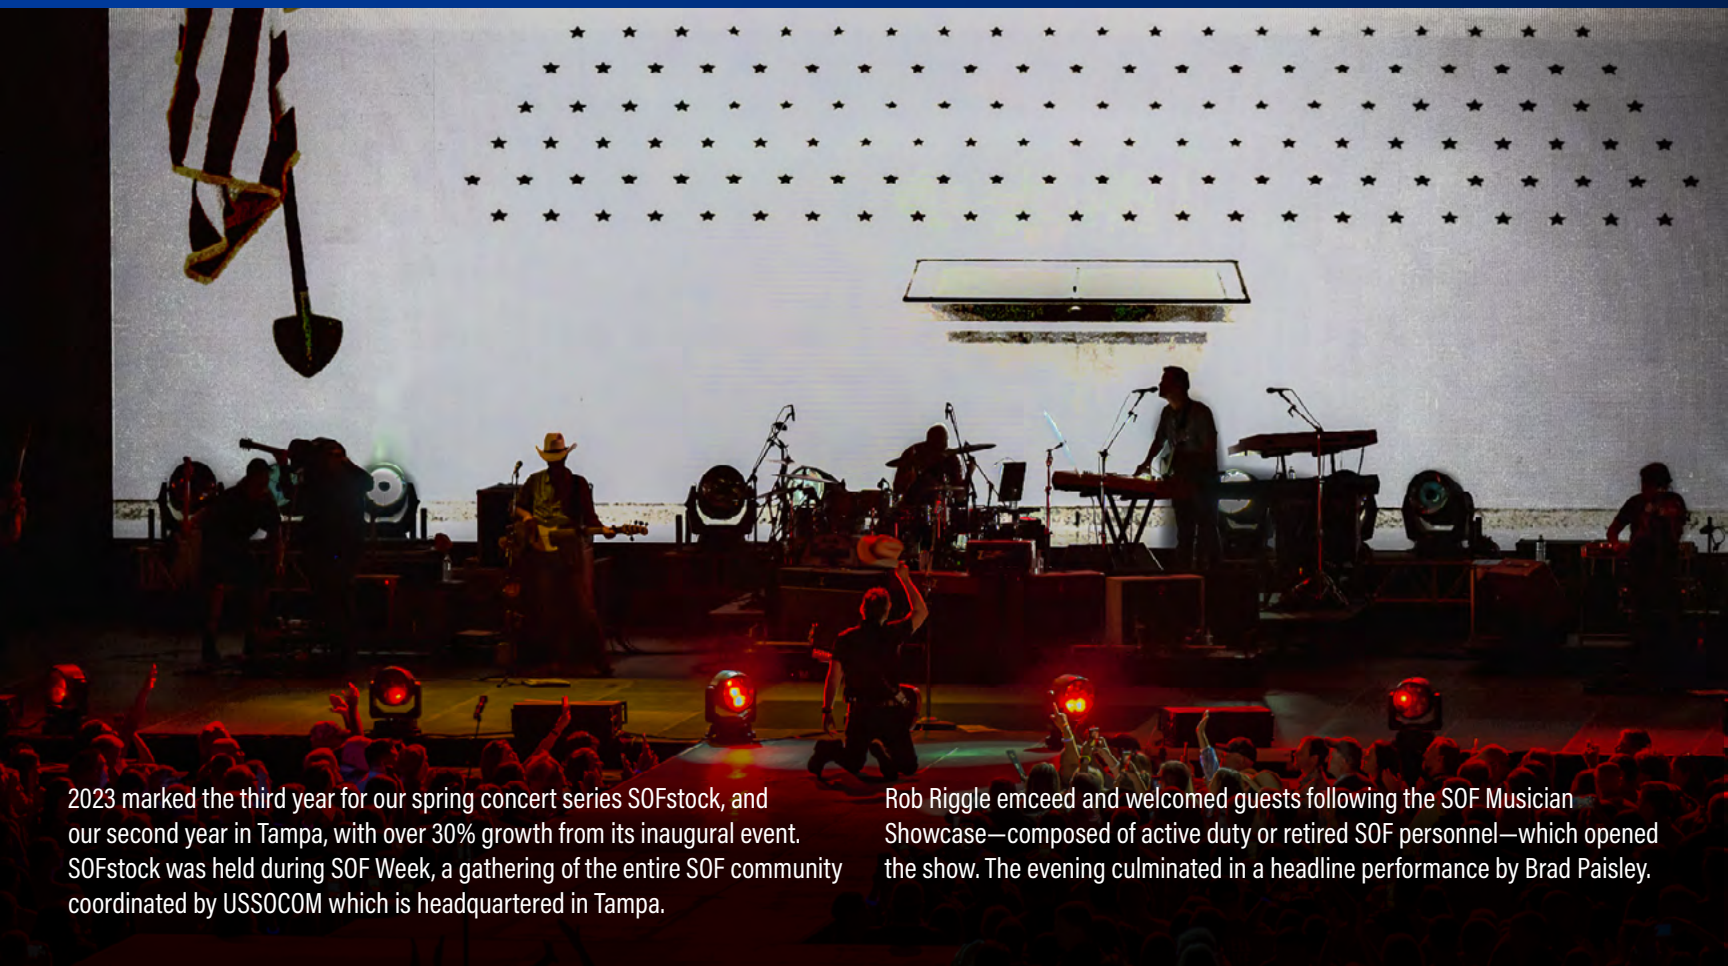 2023 marked the third year for our spring concert series SOFstock, and
our second year in Tampa, with over 30% growth from its inaugural event.
SOFstock was held during SOF Week, a gathering of the entire SOF community
coordinated by USSOCOM which is headquartered in Tampa.
Rob Riggle emceed and welcomed guests following the SOF Musician
Showcase—composed of active duty or retired SOF personnel—which opened
the show. The evening culminated in a headline performance by Brad Paisley.